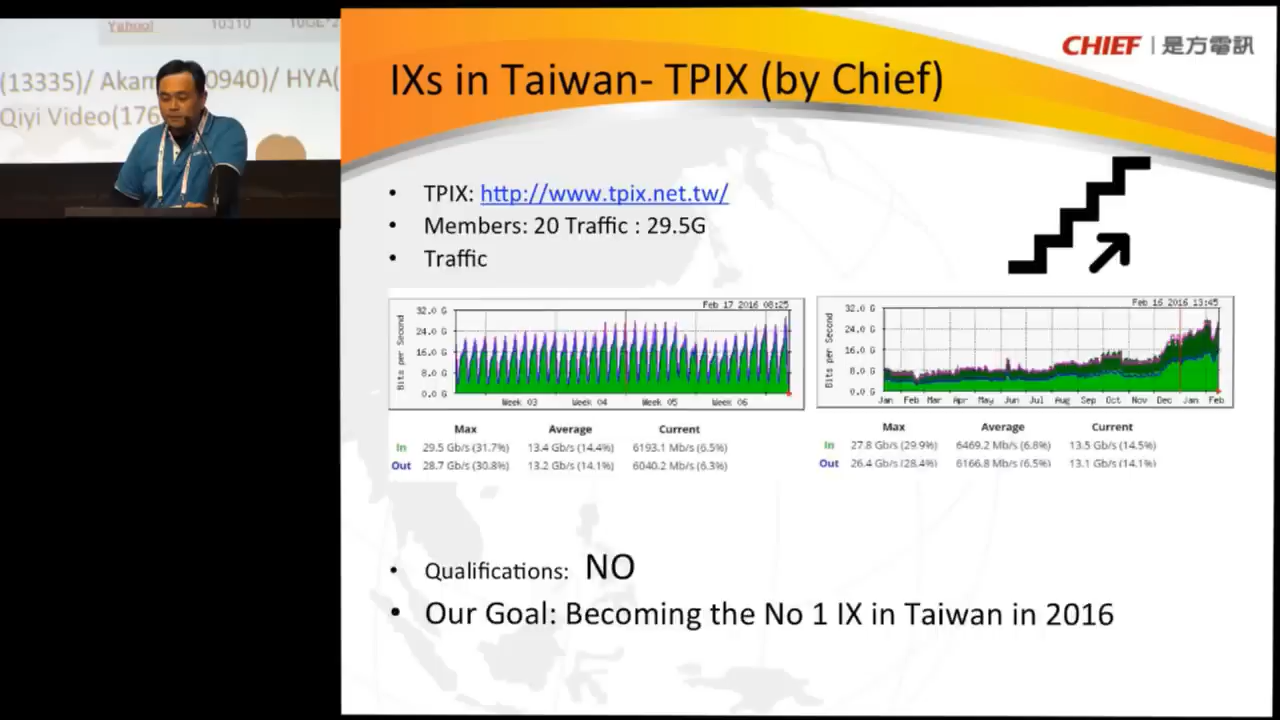 Yahoo!
10310
(13335)/ Akam 0940)/ HYA(
Qiyi Video(176
CHIEF | 是方電訊
IXs in Taiwan- TPIX (by Chief)
• TPIX: http://www.tpix.net.tw/
• Members: 20 Traffic : 29.5G
• Traffic
Feb 17 2016 08:25
Bits per Second
32.0 G
24.0 G
16.0 G
8.0 G
0.0 G
Week 03 Week 04 Week 05 Week 06
Max Average Current
In 29.5 Gb/s (31.7%) 13.4 Gb/s (14.4%) 6193.1 Mb/s (6.5%)
Out 28.7 Gb/s (30.8%) 13.2 Gb/s (14.1%) 6040.2 Mb/s (6.3%)
Feb 16 2016 13:45
Bits per Second
32.0 G
24.0 G
16.0 G
8.0 G
0.0 G
Jan Feb Mar Apr May Jun Jul Aug Sep Oct Nov Dec Jan Feb
Max Average Current
In 27.8 Gb/s (29.9%) 6469.2 Mb/s (6.8%) 13.5 Gb/s (14.5%)
Out 26.4 Gb/s (28.4%) 6166.8 Mb/s (6.5%) 13.1 Gb/s (14.1%)
• Qualifications: NO
• Our Goal: Becoming the No 1 IX in Taiwan in 2016